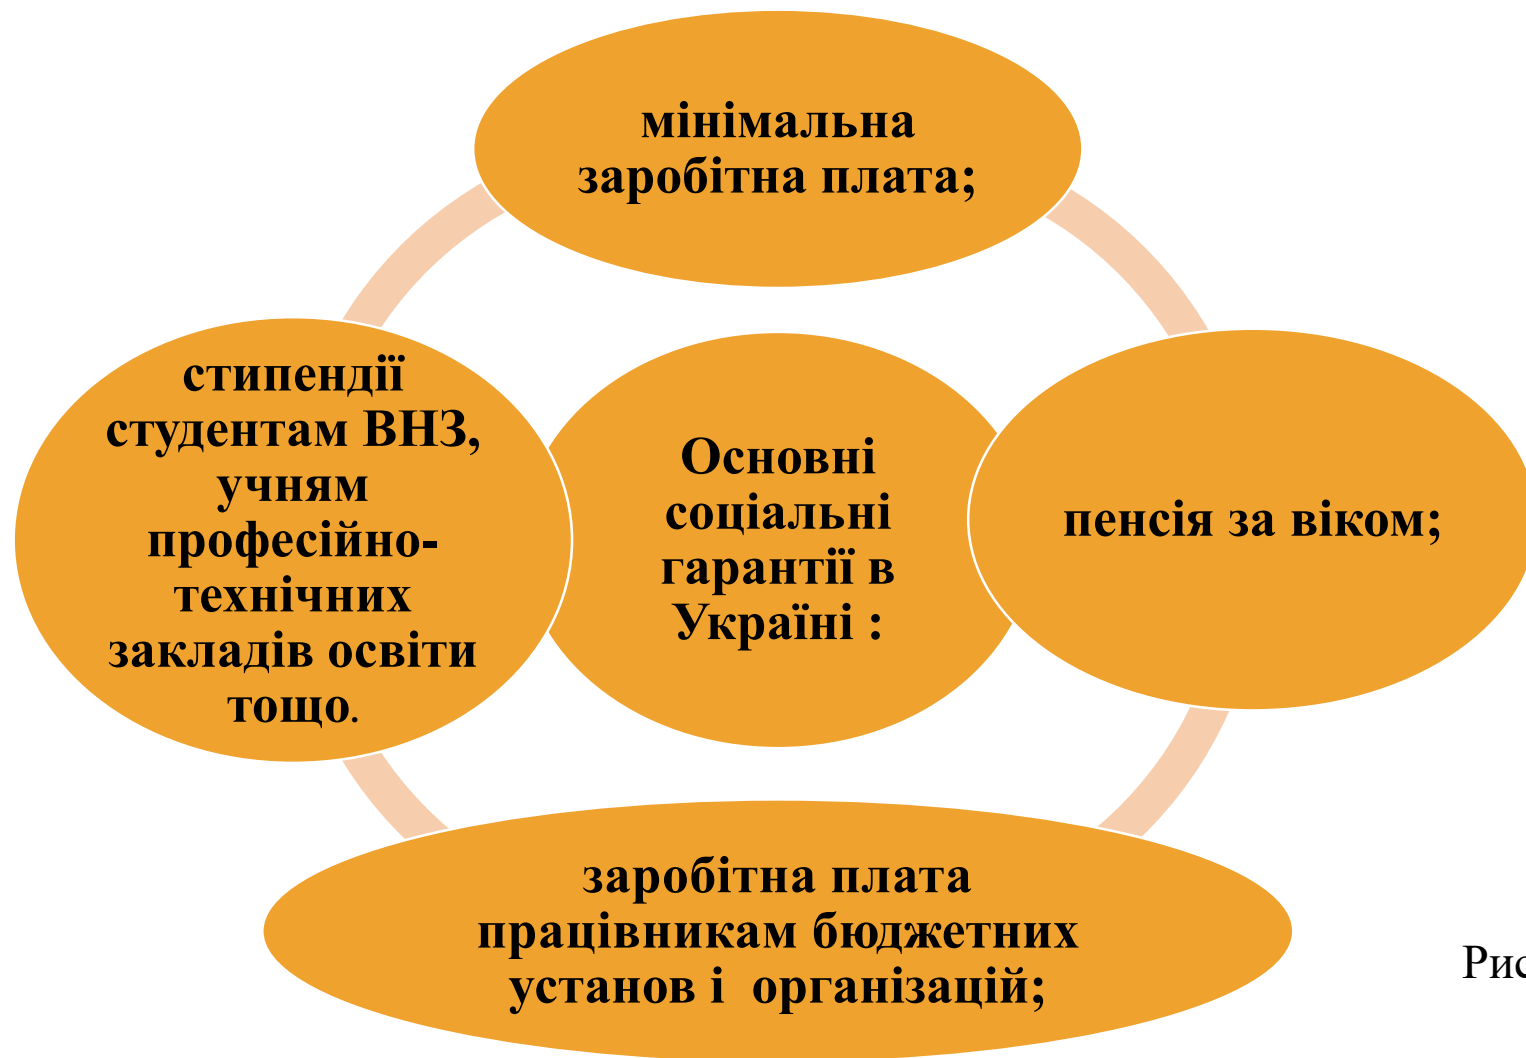 мінімальна
заробітна плата;
стипендії
студентам ВНЗ,
учням
професійно-
технічних
закладів освіти
тощо.
Основні
соціальні
гарантії в
Україні :
пенсія за віком;
заробітна плата
працівникам бюджетних
установ і  організацій;
Рис